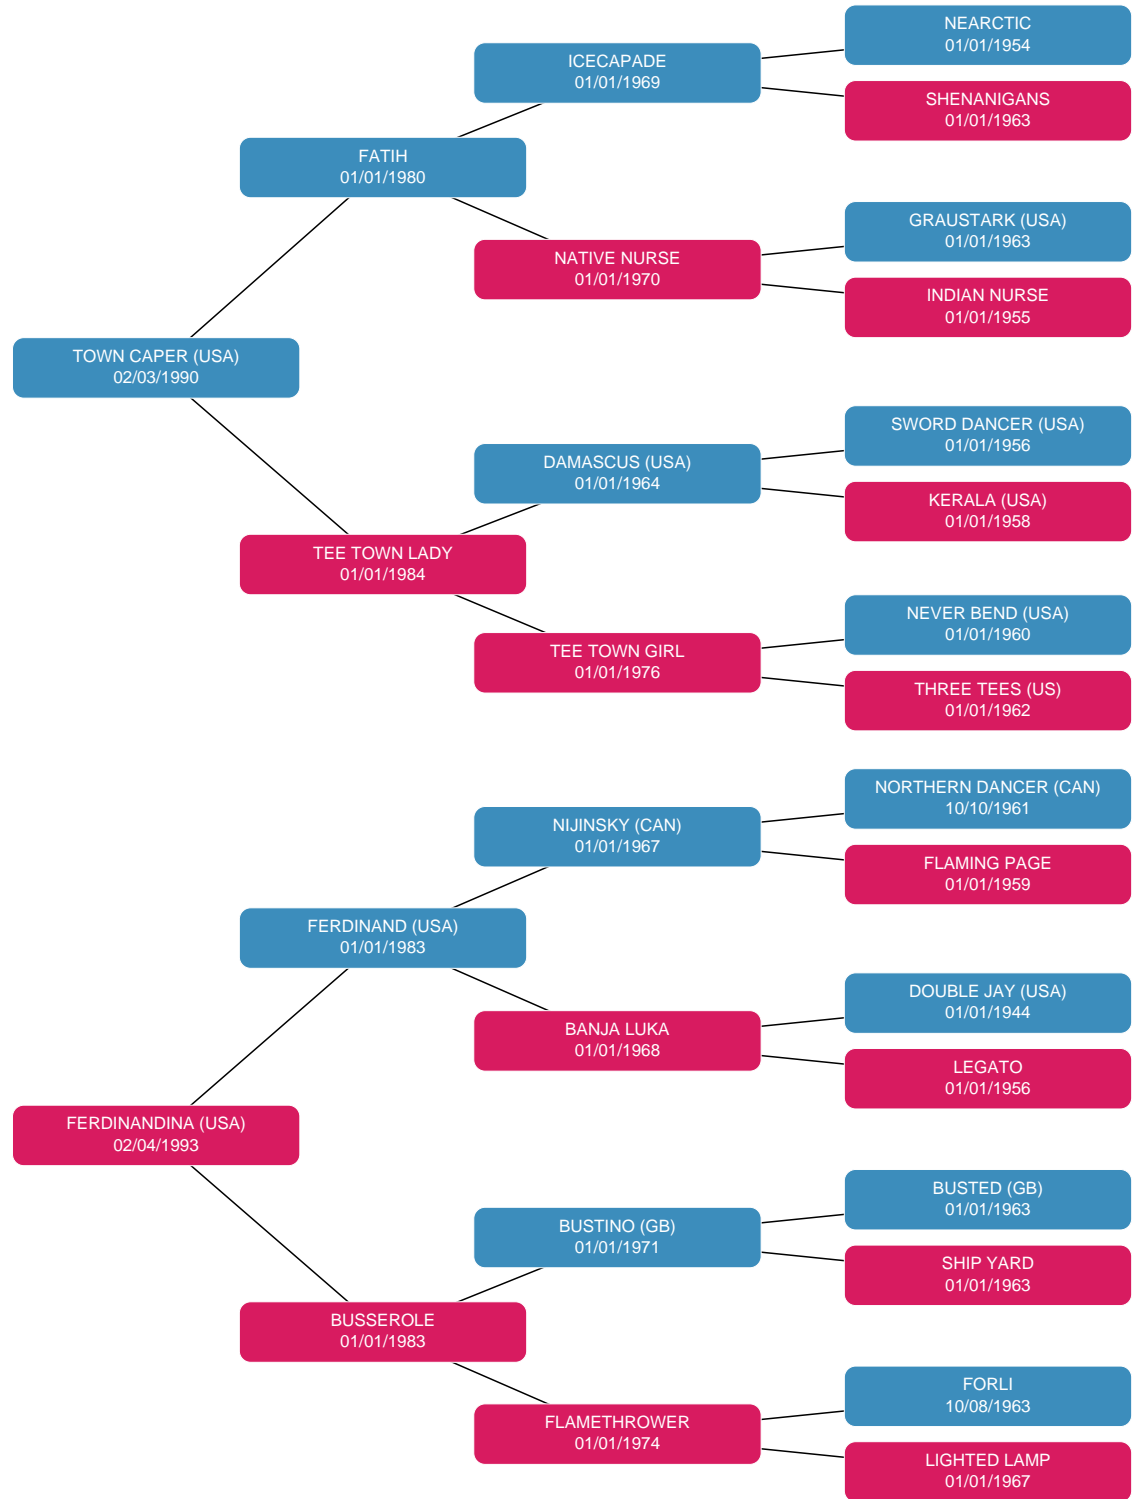 NEARCTIC
01/01/1954
ICECAPADE
01/01/1969
SHENANIGANS
01/01/1963
FATIH
01/01/1980
GRAUSTARK (USA)
01/01/1963
NATIVE NURSE
01/01/1970
INDIAN NURSE
01/01/1955
TOWN CAPER (USA)
02/03/1990
SWORD DANCER (USA)
01/01/1956
DAMASCUS (USA)
01/01/1964
KERALA (USA)
01/01/1958
TEE TOWN LADY
01/01/1984
NEVER BEND (USA)
01/01/1960
TEE TOWN GIRL
01/01/1976
THREE TEES (US)
01/01/1962
NORTHERN DANCER (CAN)
10/10/1961
NIJINSKY (CAN)
01/01/1967
FLAMING PAGE
01/01/1959
FERDINAND (USA)
01/01/1983
DOUBLE JAY (USA)
01/01/1944
BANJA LUKA
01/01/1968
LEGATO
01/01/1956
FERDINANDINA (USA)
02/04/1993
BUSTED (GB)
01/01/1963
BUSTINO (GB)
01/01/1971
SHIP YARD
01/01/1963
BUSSEROLE
01/01/1983
FORLI
10/08/1963
FLAMETHROWER
01/01/1974
LIGHTED LAMP
01/01/1967